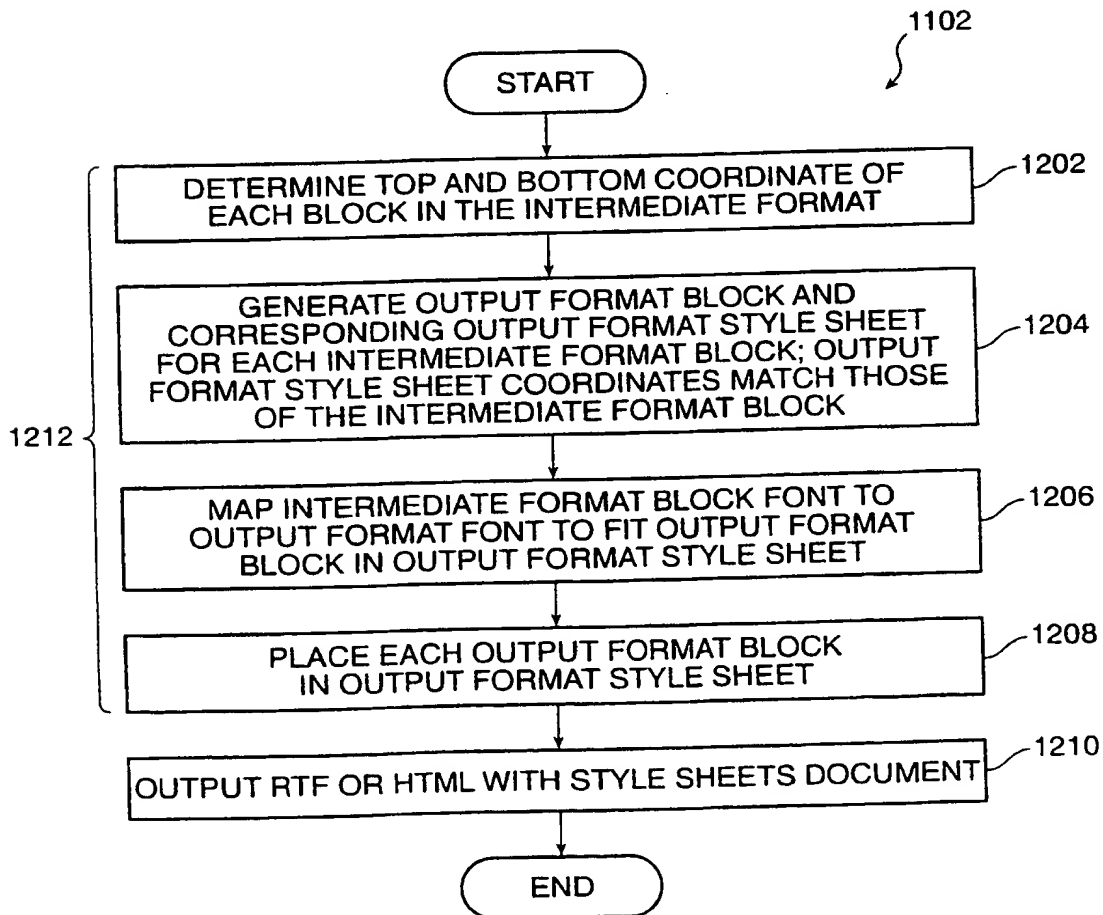 1102
START
DETERMINE TOP AND BOTTOM COORDINATE OF
EACH BLOCK IN THE INTERMEDIATE FORMAT
1202
GENERATE OUTPUT FORMAT BLOCK AND
CORRESPONDING OUTPUT FORMAT STYLE SHEET
FOR EACH INTERMEDIATE FORMAT BLOCK; OUTPUT
FORMAT STYLE SHEET COORDINATES MATCH THOSE
OF THE INTERMEDIATE FORMAT BLOCK
1204
1212
MAP INTERMEDIATE FORMAT BLOCK FONT TO
OUTPUT FORMAT FONT TO FIT OUTPUT FORMAT
BLOCK IN OUTPUT FORMAT STYLE SHEET
1206
PLACE EACH OUTPUT FORMAT BLOCK
IN OUTPUT FORMAT STYLE SHEET
1208
OUTPUT RTF OR HTML WITH STYLE SHEETS DOCUMENT
1210
END